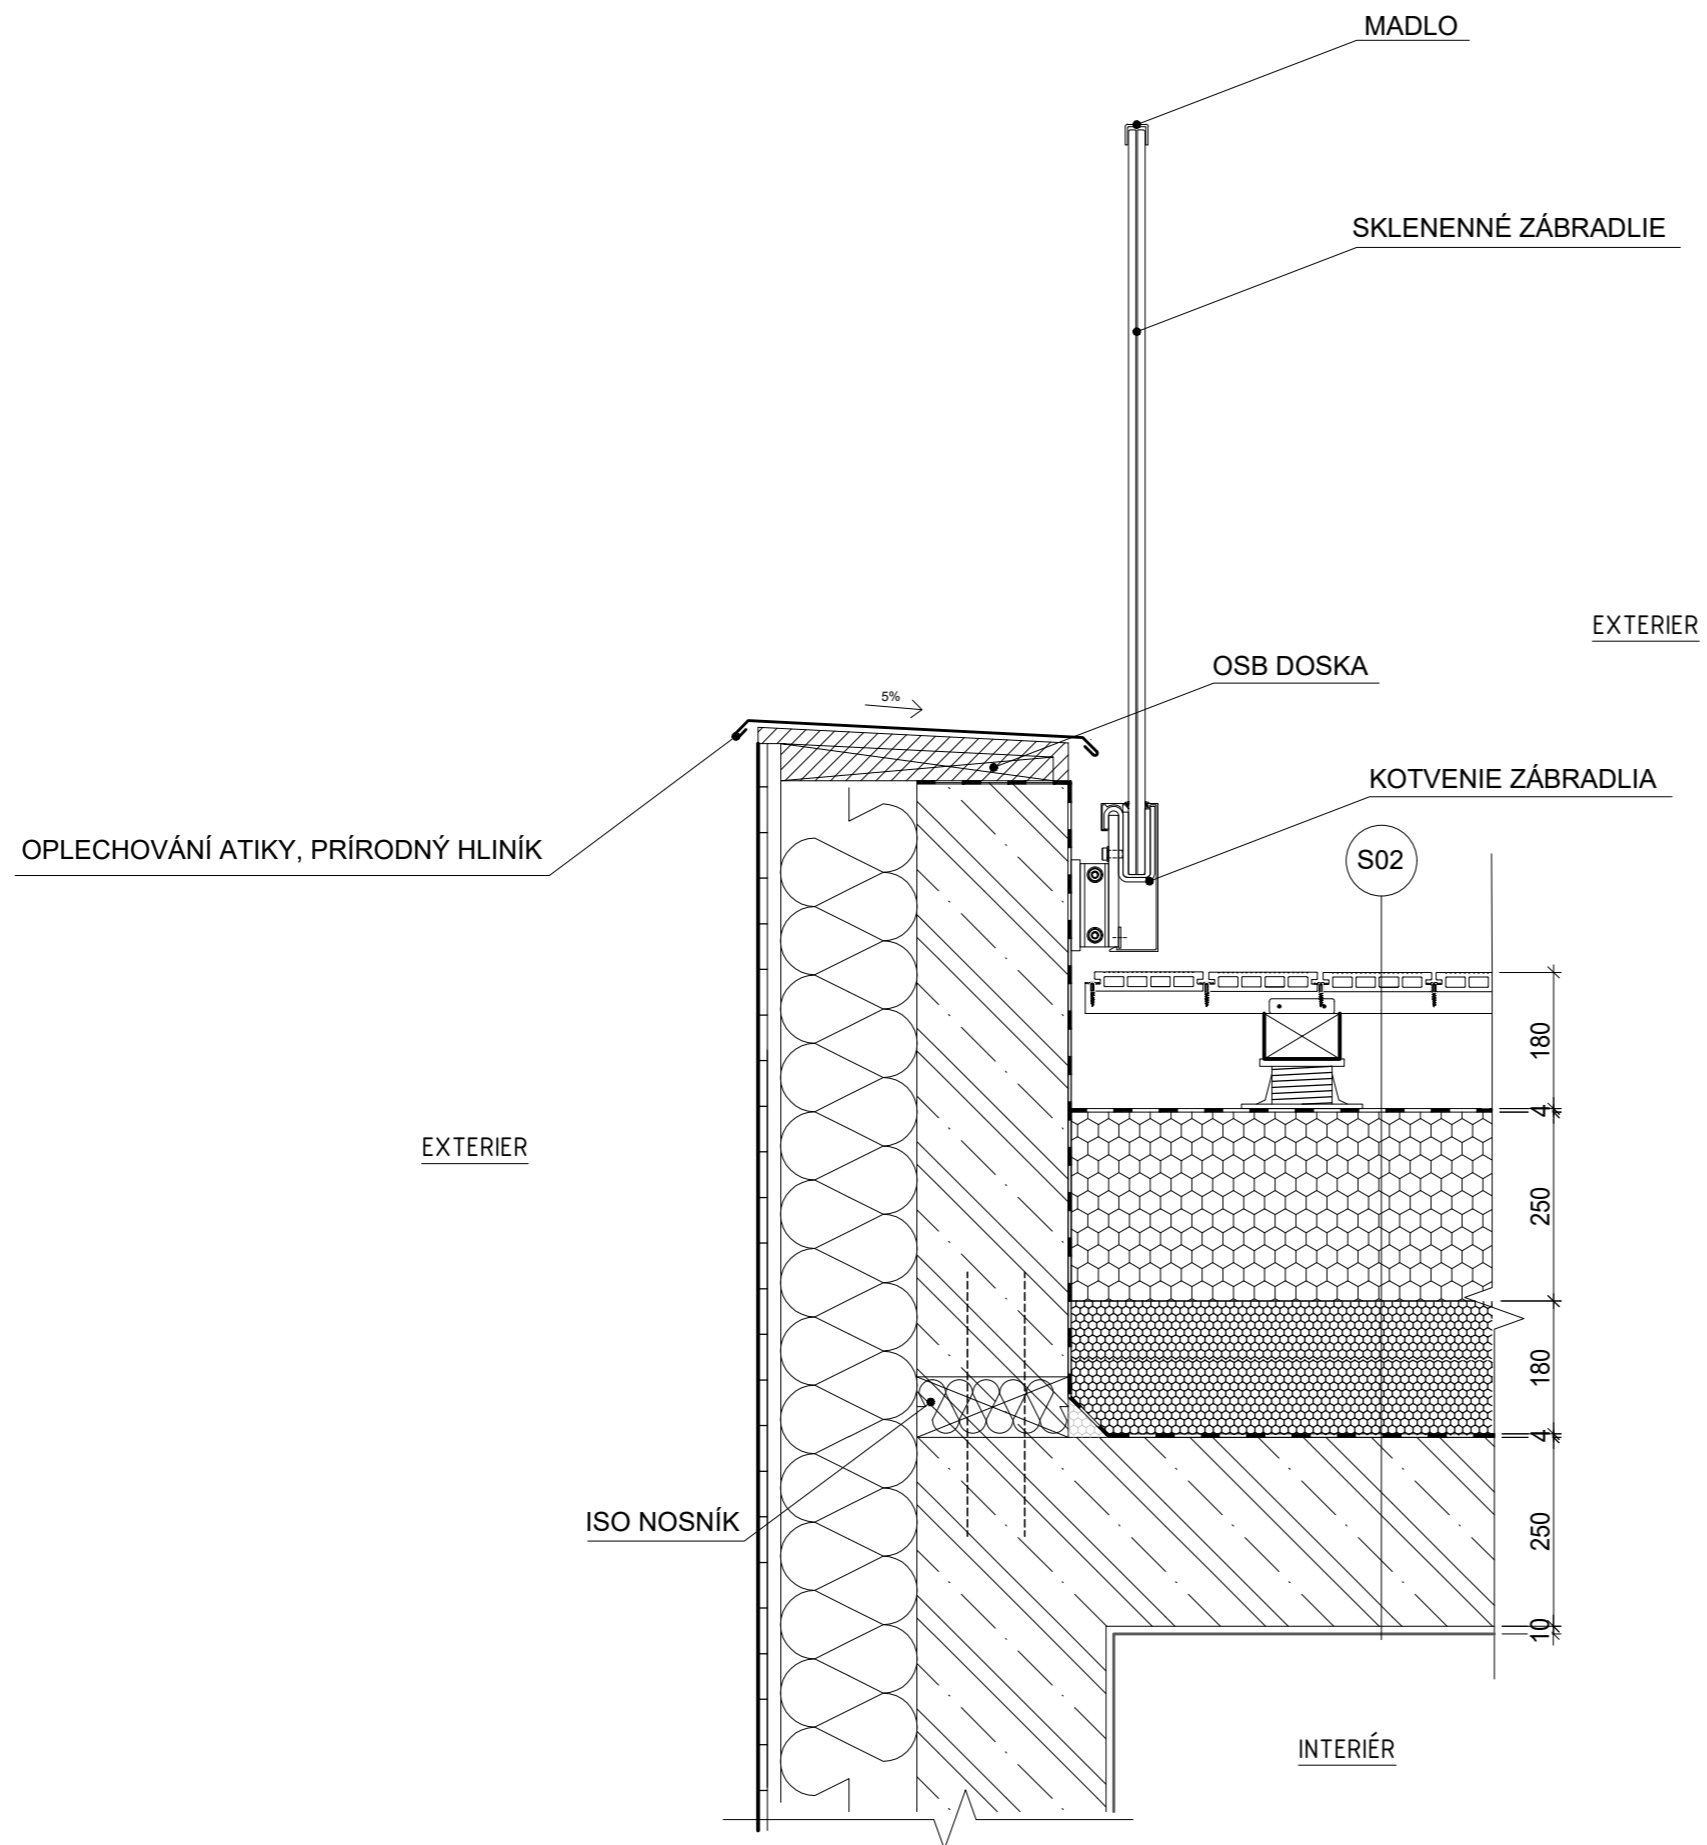 MADLO
SKLENENNÉ ZÁBRADLIE
EXTERIER
OSB DOSKA
5%
KOTVENIE ZÁBRADLIA
OPLECHOVÁNÍ ATIKY, PRÍRODNÝ HLINÍK
S02
180
4
EXTERIER
250
180
4
ISO NOSNÍK
250
10
INTERIÉR